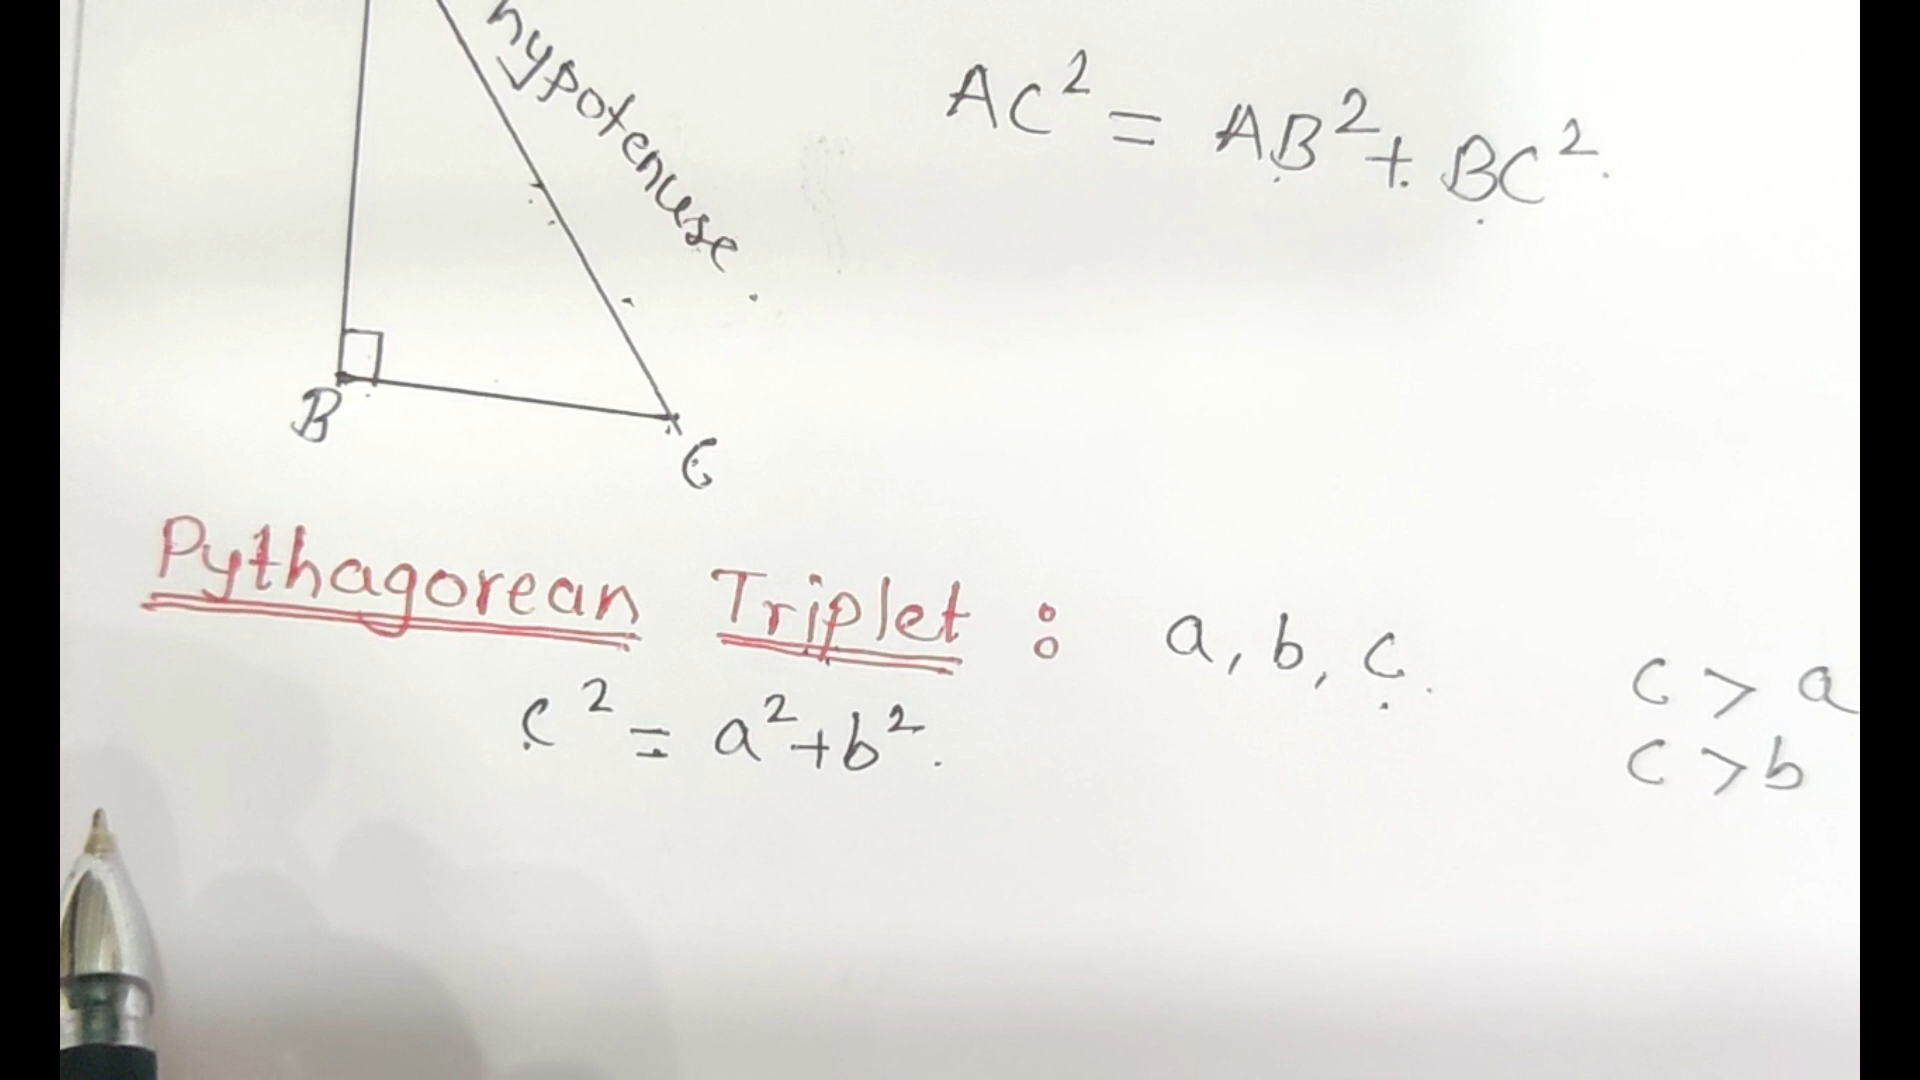 hypotenuse.
AC² = AB² + BC².
B
C
Pythagorean Triplet : a, b, c.
c > a
c² = a² + b².
c > b